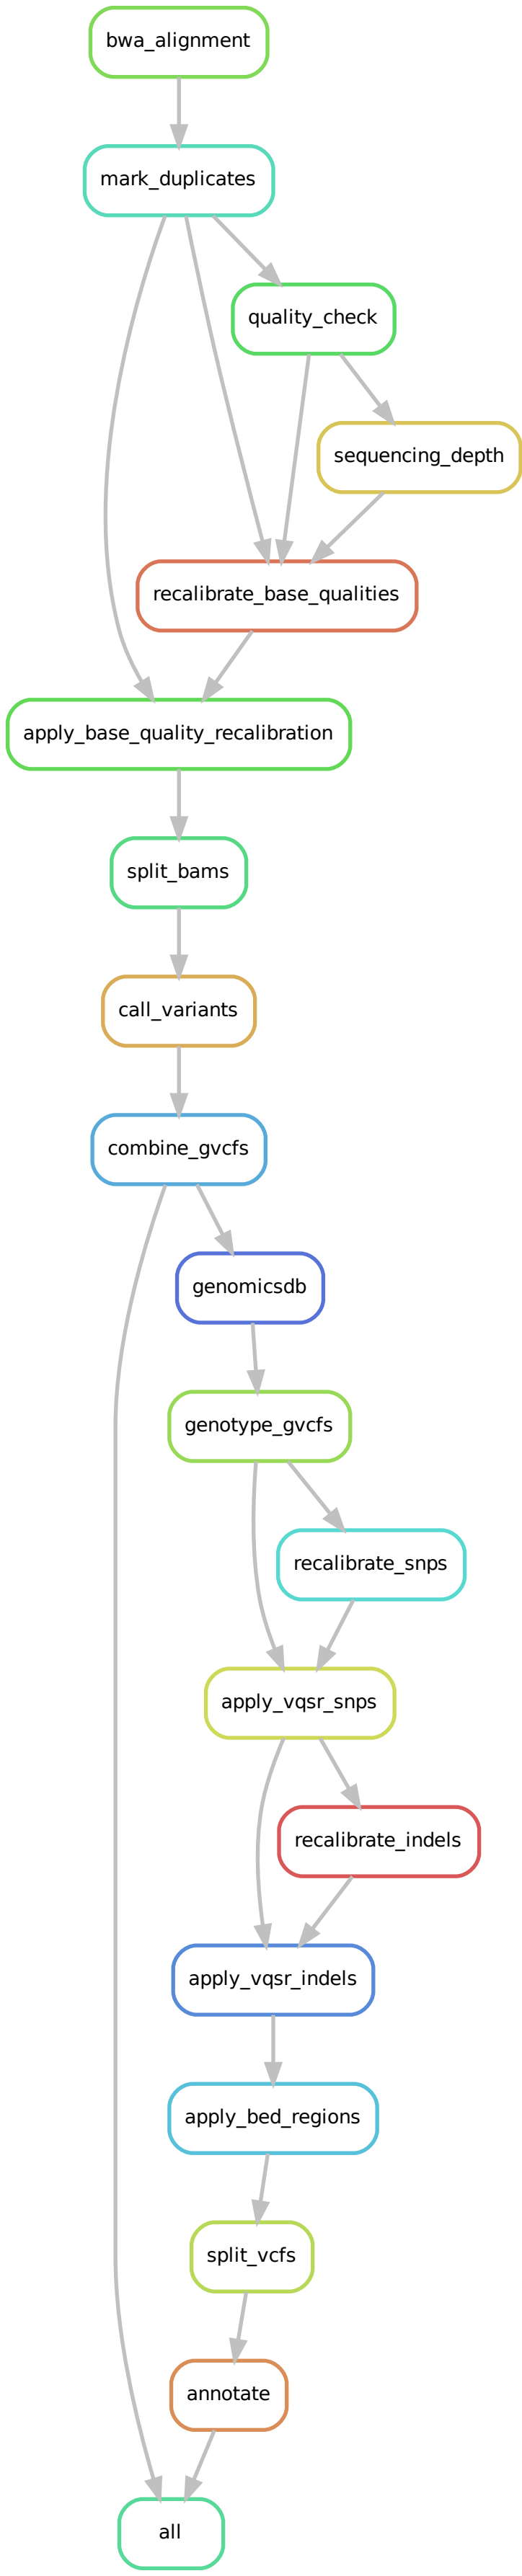 bwa_alignment
mark_duplicates
quality_check
sequencing_depth
recalibrate_base_qualities
apply_base_quality_recalibration
split_bams
call_variants
combine_gvcfs
genomicsdb
genotype_gvcfs
recalibrate_snps
apply_vqsr_snps
recalibrate_indels
apply_vqsr_indels
apply_bed_regions
split_vcfs
annotate
all